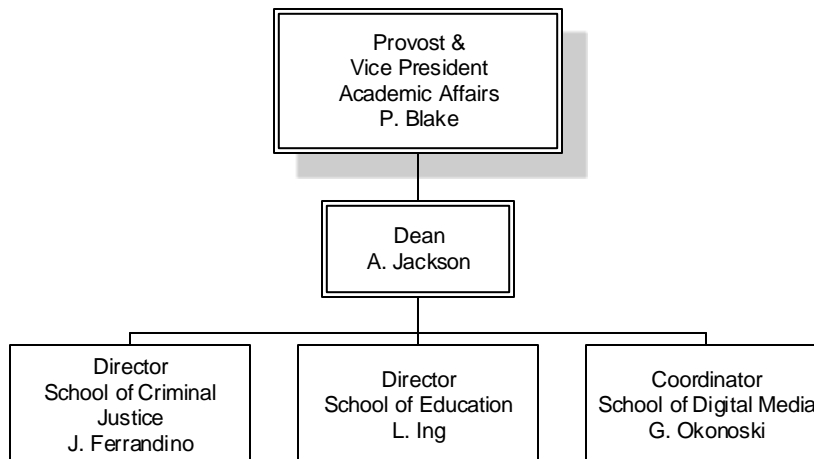 Provost &
Vice President
Academic Affairs
P. Blake
Dean
A. Jackson
Director
School of Criminal
Justice
J. Ferrandino
Director
School of Education
L. Ing
Coordinator
School of Digital Media
G. Okonoski